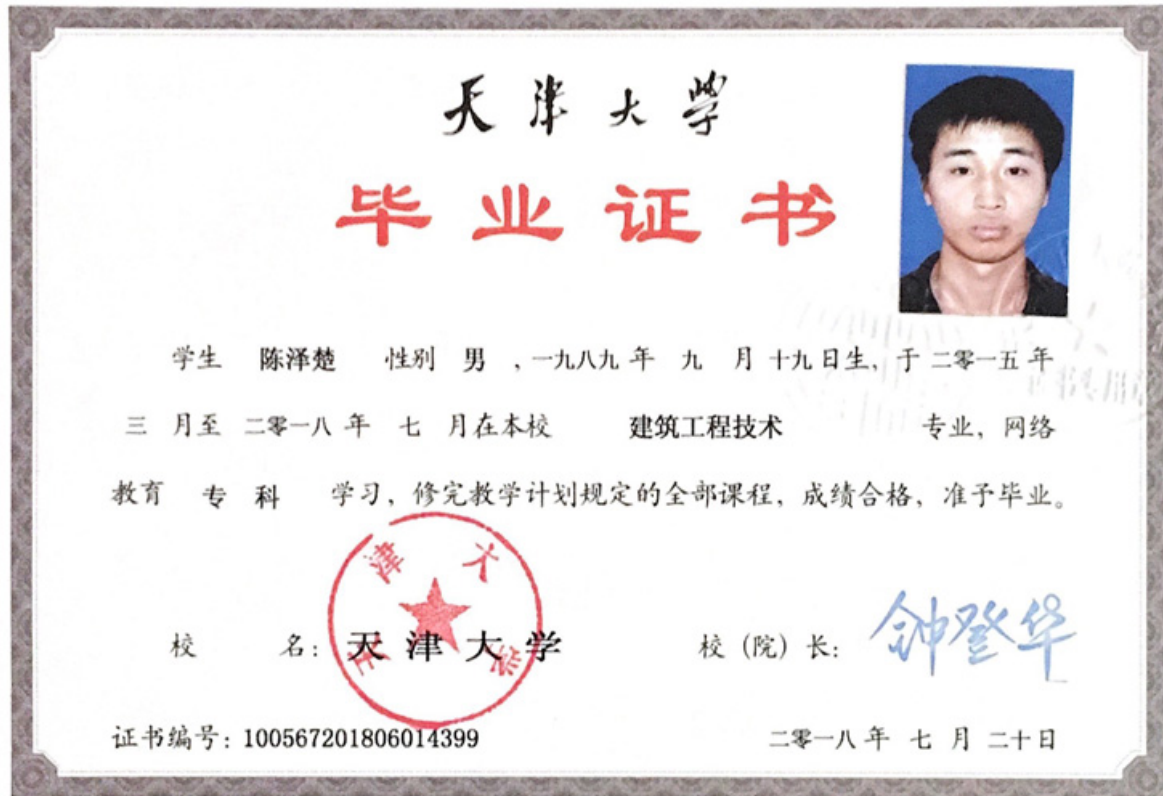 天津大学
毕业证书
学生 陈泽楚 性别 男 ，一九八九 年 九 月 十九日生，于 二零一五 年
三 月至 二零一八 年 七 月在本校 建筑工程技术 专业，网络
教育 专 科 学习，修完教学计划规定的全部课程，成绩合格，准予毕业。
天津大学
校 名：天津大学 校（院）长：钟登华
证书编号：100567201806014399 二零一八 年 七 月 二十日